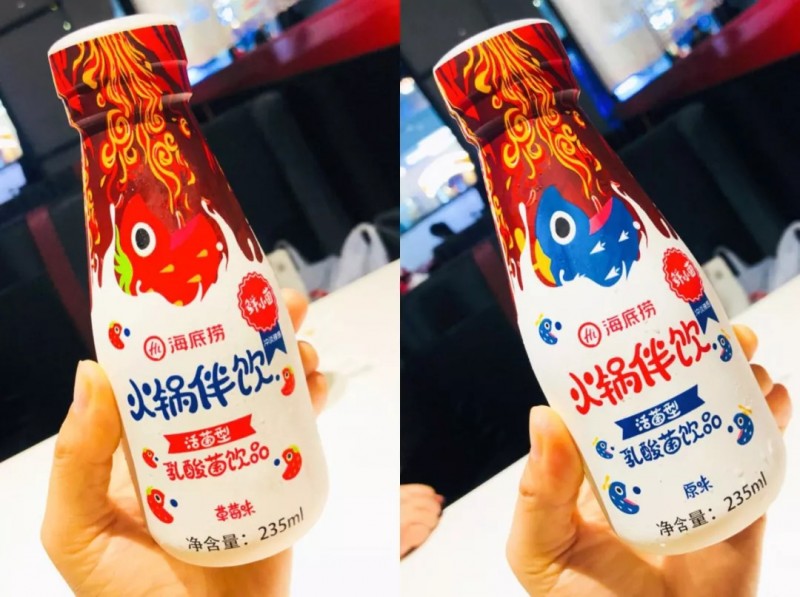 Hi 海底捞
火锅伴饮
活菌型
乳酸菌饮品
草莓味
净含量：235ml
Hi 海底捞
火锅伴饮
活菌型
乳酸菌饮品
原味
净含量：235ml